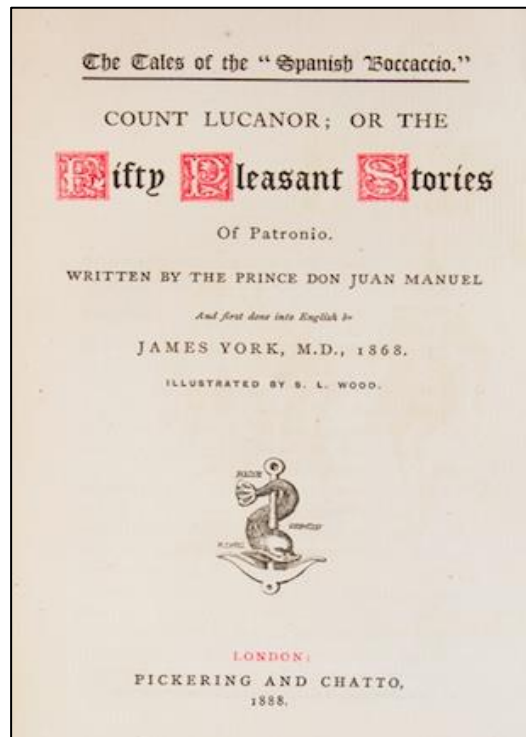 The Tales of the “Spanish Boccaccio.”
COUNT LUCANOR; OR THE
Fifty Pleasant Stories
Of Patronio.
WRITTEN BY THE PRINCE DON JUAN MANUEL
And first done into English by
JAMES YORK, M.D., 1868.
ILLUSTRATED BY S. L. WOOD.
LONDON:
PICKERING AND CHATTO,
1888.